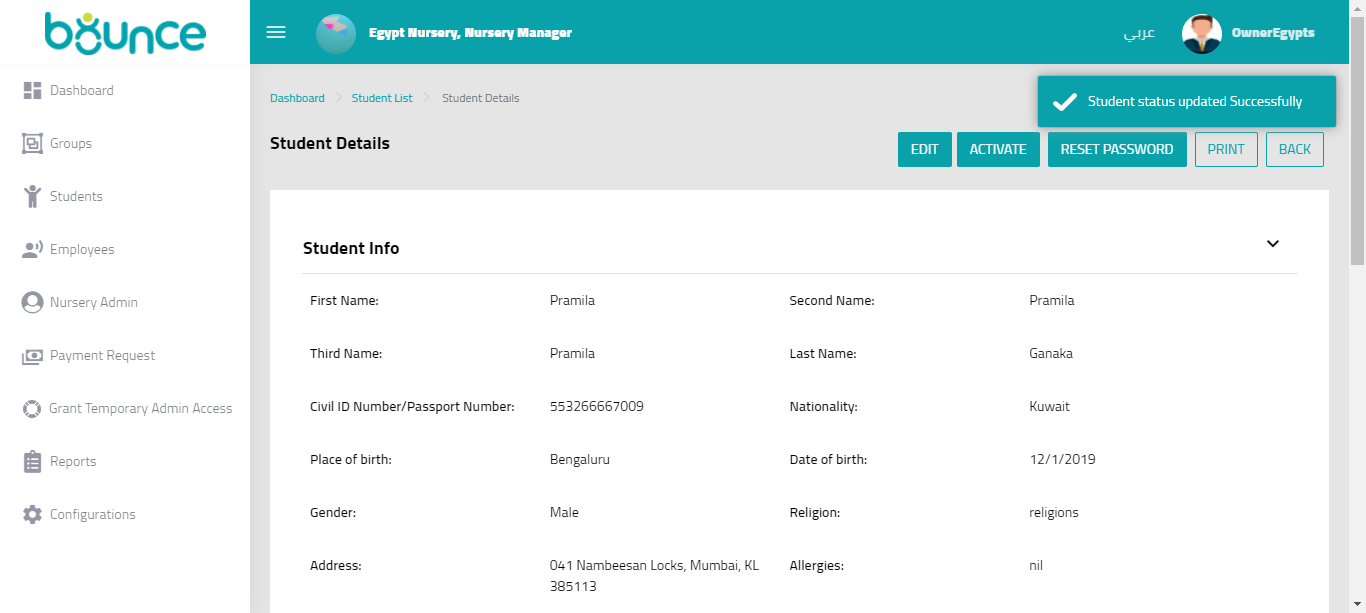 bounce
Egypt Nursery, Nursery Manager
عربي
OwnerEgypts
Dashboard
Groups
Students
Employees
Nursery Admin
Payment Request
Grant Temporary Admin Access
Reports
Configurations
Dashboard
Student List
Student Details
Student status updated Successfully
Student Details
EDIT
ACTIVATE
RESET PASSWORD
PRINT
BACK
Student Info
First Name: Pramila Second Name: Pramila
Third Name: Pramila Last Name: Ganaka
Civil ID Number/Passport Number: 553266667009 Nationality: Kuwait
Place of birth: Bengaluru Date of birth: 12/1/2019
Gender: Male Religion: religions
Address: 041 Nambeesan Locks, Mumbai, KL Allergies: nil
385113